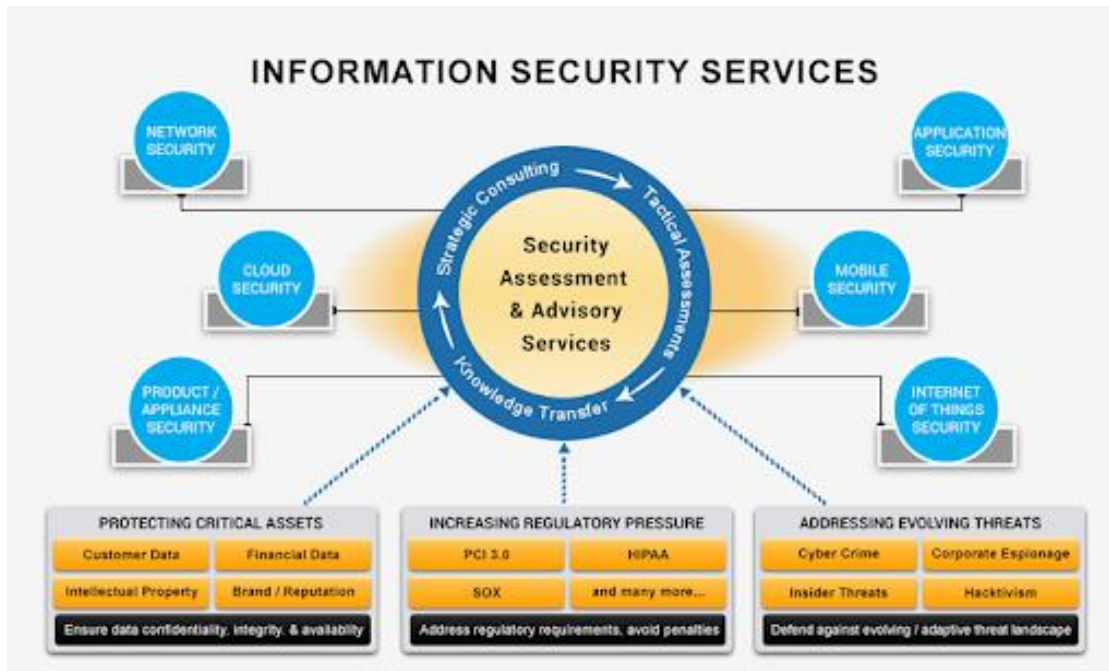 INFORMATION SECURITY SERVICES
NETWORK
SECURITY
APPLICATION
SECURITY
CLOUD
SECURITY
MOBILE
SECURITY
PRODUCT /
APPLIANCE
SECURITY
INTERNET
OF THINGS
SECURITY
Strategic Consulting
Tactical Assessments
Knowledge Transfer
Security
Assessment
& Advisory
Services
PROTECTING CRITICAL ASSETS
Customer Data
Financial Data
Intellectual Property
Brand / Reputation
Ensure data confidentiality, integrity, & availablity
INCREASING REGULATORY PRESSURE
PCI 3.0
HIPAA
SOX
and many more...
Address regulatory requirements, avoid penalties
ADDRESSING EVOLVING THREATS
Cyber Crime
Corporate Espionage
Insider Threats
Hacktivism
Defend against evolving / adaptive threat landscape